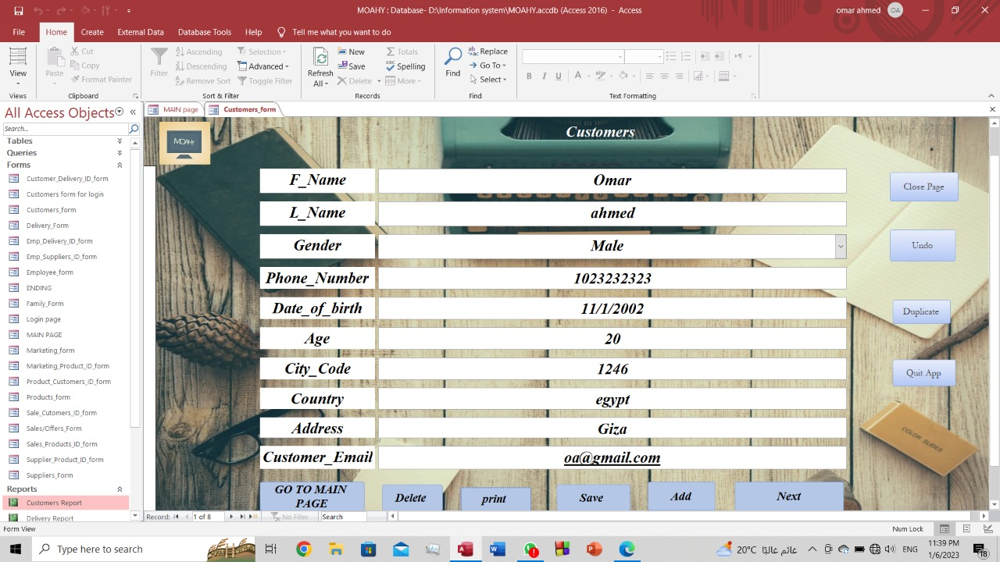 MOAHY : Database- D:\Information system\MOAHY.accdb (Access 2016) - Access
omar ahmed
OA
File Home Create External Data Database Tools Help Tell me what you want to do
View
Views
Paste
Cut
Copy
Format Painter
Clipboard
Filter
Ascending
Descending
Remove Sort
Selection
Advanced
Toggle Filter
Sort & Filter
Refresh
All
New
Save
Delete
Totals
Spelling
More
Records
Find
Replace
Go To
Select
Find
B I U A
Text Formatting
All Access Objects
Search...
Tables
Queries
Forms
Customer_Delivery_ID_form
Customers form for login
Customers_form
Delivery_Form
Emp_Delivery_ID_form
Emp_Suppliers_ID_form
Employee_form
ENDING
Family_Form
Login page
MAIN PAGE
Marketing_form
Marketing_Product_ID_form
Product_Customers_ID_form
Products_form
Sale_Cutomers_ID_form
Sales/Offers_Form
Sales_Products_ID_form
Supplier_Product_ID_form
Suppliers_Form
Reports
Customers Report
Delivery Report
MAIN page
Customers_form
MOAHY
Customers
F_Name Omar
L_Name ahmed
Gender Male
Phone_Number 1023232323
Date_of_birth 11/1/2002
Age 20
City_Code 1246
Country egypt
Address Giza
Customer_Email oa@gmail.com
Close Page
Undo
Duplicate
Quit App
COLOR SLIDES
GO TO MAIN
PAGE
Delete
print
Save
Add
Next
Record: 1 of 8 No Filter Search
Form View
Num Lock
Type here to search
20°C غائم غالبًا
ENG
11:39 PM
1/6/2023
18